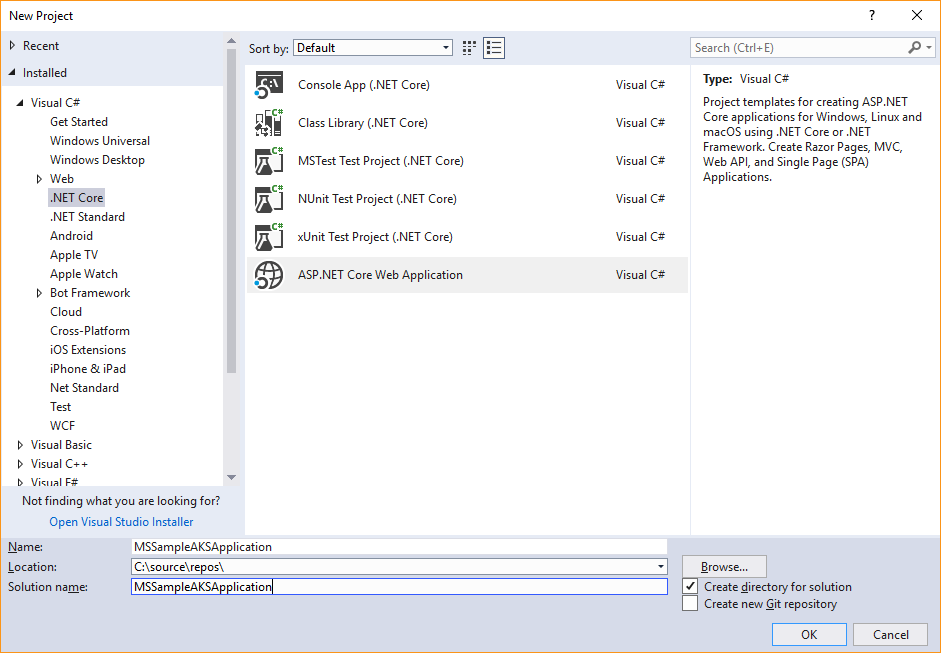 New Project
?
Recent
Installed
Visual C#
Get Started
Windows Universal
Windows Desktop
Web
.NET Core
.NET Standard
Android
Apple TV
Apple Watch
Bot Framework
Cloud
Cross-Platform
iOS Extensions
iPhone & iPad
Net Standard
Test
WCF
Visual Basic
Visual C++
Visual F#
Not finding what you are looking for?
Open Visual Studio Installer
Sort by: Default
Console App (.NET Core) Visual C#
Class Library (.NET Core) Visual C#
MSTest Test Project (.NET Core) Visual C#
NUnit Test Project (.NET Core) Visual C#
xUnit Test Project (.NET Core) Visual C#
ASP.NET Core Web Application Visual C#
Search (Ctrl+E)
Type: Visual C#
Project templates for creating ASP.NET
Core applications for Windows, Linux and
macOS using .NET Core or .NET
Framework. Create Razor Pages, MVC,
Web API, and Single Page (SPA)
Applications.
Name: MSSampleAKSApplication
Location: C:\source\repos\
Browse...
Solution name: MSSampleAKSApplication
Create directory for solution
Create new Git repository
OK Cancel